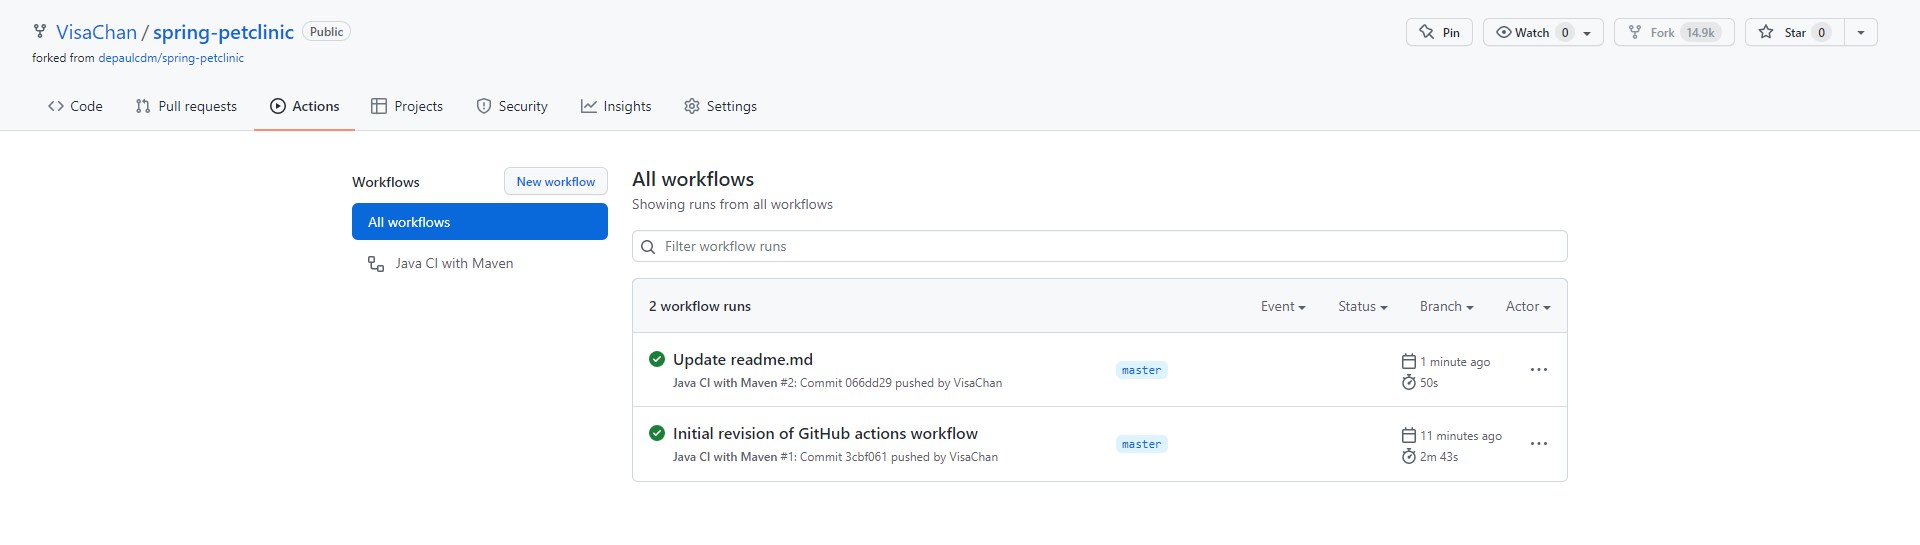 VisaChan / spring-petclinic Public
Pin Watch 0 Fork 14.9k Star 0
forked from depaulcdm/spring-petclinic
Code Pull requests Actions Projects Security Insights Settings
Workflows New workflow
All workflows
Java CI with Maven
All workflows
Showing runs from all workflows
Filter workflow runs
2 workflow runs Event Status Branch Actor
Update readme.md
Java CI with Maven #2: Commit 066dd29 pushed by VisaChan
master
1 minute ago
50s
Initial revision of GitHub actions workflow
Java CI with Maven #1: Commit 3cbf061 pushed by VisaChan
master
11 minutes ago
2m 43s